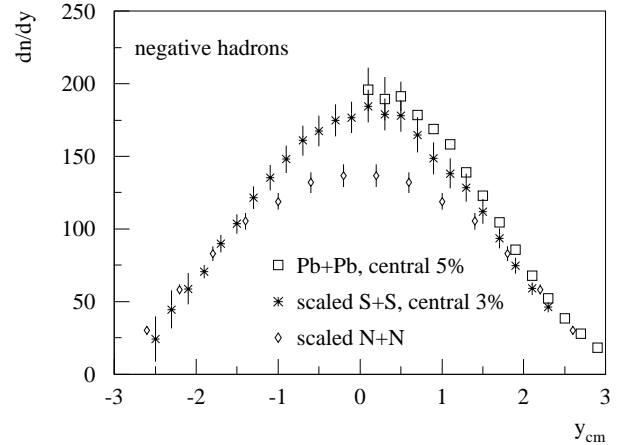 dn/dy
250
200
150
100
50
0
negative hadrons
Pb+Pb, central 5%
scaled S+S, central 3%
scaled N+N
-3 -2 -1 0 1 2 3
y_cm